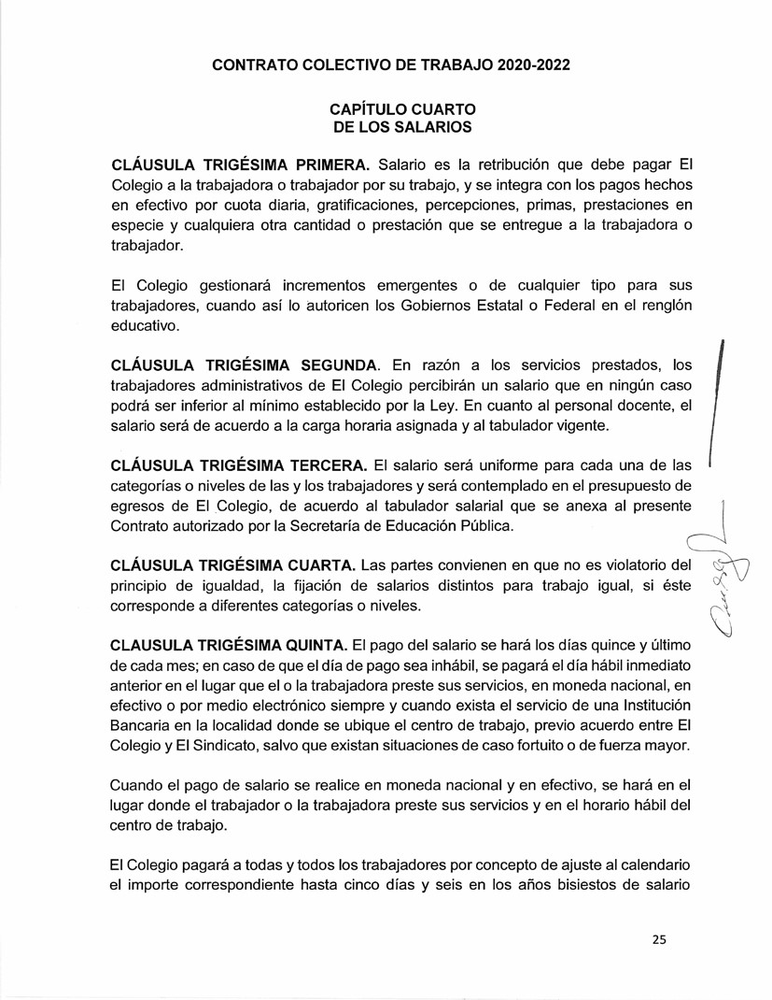 CONTRATO COLECTIVO DE TRABAJO 2020-2022
CAPÍTULO CUARTO
DE LOS SALARIOS
CLÁUSULA TRIGÉSIMA PRIMERA. Salario es la retribución que debe pagar El
Colegio a la trabajadora o trabajador por su trabajo, y se integra con los pagos hechos
en efectivo por cuota diaria, gratificaciones, percepciones, primas, prestaciones en
especie y cualquiera otra cantidad o prestación que se entregue a la trabajadora o
trabajador.
El Colegio gestionará incrementos emergentes o de cualquier tipo para sus
trabajadores, cuando así lo autoricen los Gobiernos Estatal o Federal en el renglón
educativo.
CLÁUSULA TRIGÉSIMA SEGUNDA. En razón a los servicios prestados, los
trabajadores administrativos de El Colegio percibirán un salario que en ningún caso
podrá ser inferior al mínimo establecido por la Ley. En cuanto al personal docente, el
salario será de acuerdo a la carga horaria asignada y al tabulador vigente.
CLÁUSULA TRIGÉSIMA TERCERA. El salario será uniforme para cada una de las
categorías o niveles de las y los trabajadores y será contemplado en el presupuesto de
egresos de El Colegio, de acuerdo al tabulador salarial que se anexa al presente
Contrato autorizado por la Secretaría de Educación Pública.
CLÁUSULA TRIGÉSIMA CUARTA. Las partes convienen en que no es violatorio del
principio de igualdad, la fijación de salarios distintos para trabajo igual, si éste
corresponde a diferentes categorías o niveles.
CLAUSULA TRIGÉSIMA QUINTA. El pago del salario se hará los días quince y último
de cada mes; en caso de que el día de pago sea inhábil, se pagará el día hábil inmediato
anterior en el lugar que el o la trabajadora preste sus servicios, en moneda nacional, en
efectivo o por medio electrónico siempre y cuando exista el servicio de una Institución
Bancaria en la localidad donde se ubique el centro de trabajo, previo acuerdo entre El
Colegio y El Sindicato, salvo que existan situaciones de caso fortuito o de fuerza mayor.
Cuando el pago de salario se realice en moneda nacional y en efectivo, se hará en el
lugar donde el trabajador o la trabajadora preste sus servicios y en el horario hábil del
centro de trabajo.
El Colegio pagará a todas y todos los trabajadores por concepto de ajuste al calendario
el importe correspondiente hasta cinco días y seis en los años bisiestos de salario
25